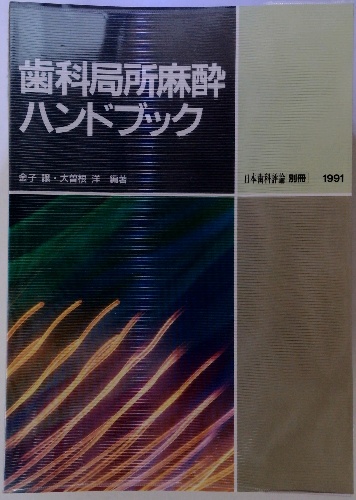 歯科局所麻酔
ハンドブック
金子 譲・大曽根 洋 編著
日本歯科評論 別冊 1991